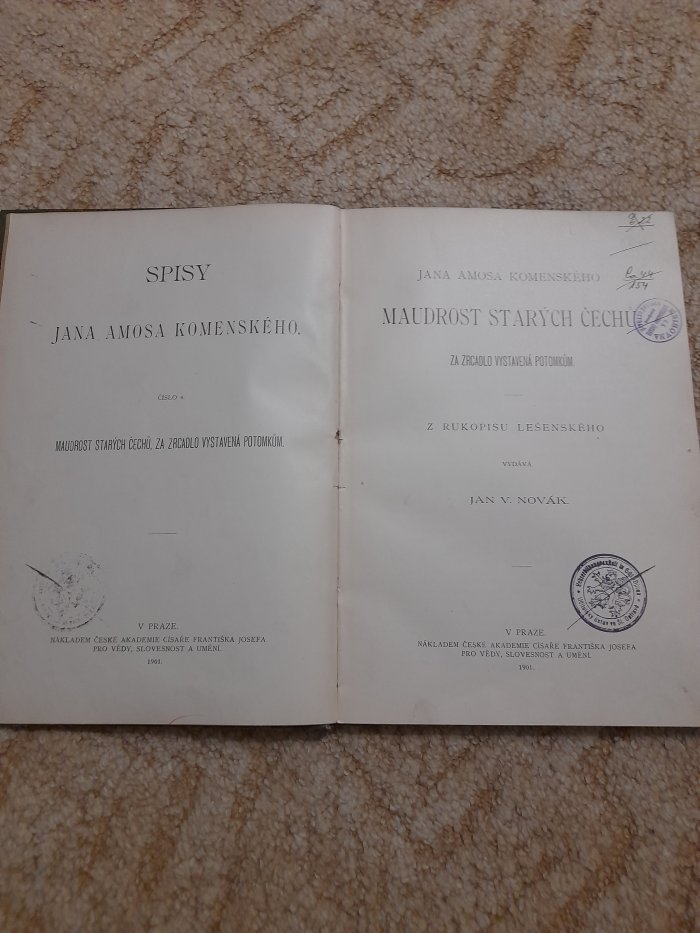 SPISY
JANA AMOSA KOMENSKÉHO.
ČÍSLO 4.
MAUDROST STARÝCH ČECHŮ, ZA ZRCADLO VYSTAVENÁ POTOMKŮM.
V PRAZE.
NÁKLADEM ČESKÉ AKADEMIE CÍSAŘE FRANTIŠKA JOSEFA
PRO VĚDY, SLOVESNOST A UMĚNÍ.
1901.
JANA AMOSA KOMENSKÉHO
MAUDROST STARÝCH ČECHŮ
ZA ZRCADLO VYSTAVENÁ POTOMKŮM.
Z RUKOPISU LEŠENSKÉHO
VYDÁVÁ
JAN V. NOVÁK.
V PRAZE.
NÁKLADEM ČESKÉ AKADEMIE CÍSAŘE FRANTIŠKA JOSEFA
PRO VĚDY, SLOVESNOST A UMĚNÍ.
1901.